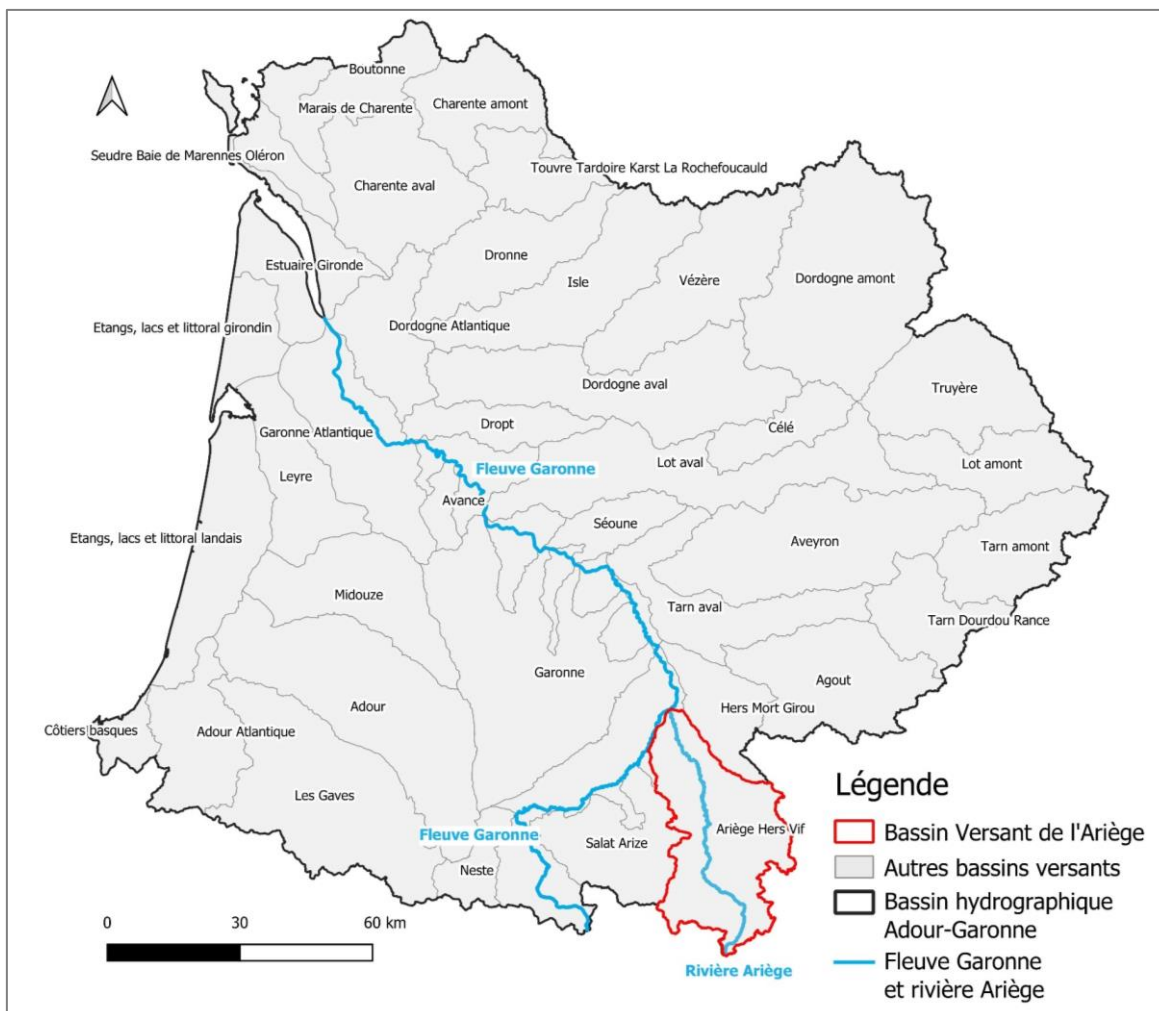 Boutonne
Marais de Charente
Charente amont
Seudre Baie de Marennes Oléron
Touvre Tardoire Karst La Rochefoucauld
Charente aval
Dronne
Estuaire Gironde
Isle
Vézère
Dordogne amont
Etangs, lacs et littoral girondin
Dordogne Atlantique
Dordogne aval
Truyère
Dropt
Célé
Garonne Atlantique
Lot aval
Lot amont
Fleuve Garonne
Leyre
Avance
Séoune
Etangs, lacs et littoral landais
Aveyron
Tarn amont
Midouze
Tarn aval
Tarn Dourdou Rance
Garonne
Agout
Adour
Hers Mort Girou
Côtiers basques
Adour Atlantique
Les Gaves
Fleuve Garonne
Salat Arize
Ariège Hers Vif
Neste
Rivière Ariège
0 30 60 km
Légende
Bassin Versant de l'Ariège
Autres bassins versants
Bassin hydrographique
Adour-Garonne
Fleuve Garonne
et rivière Ariège